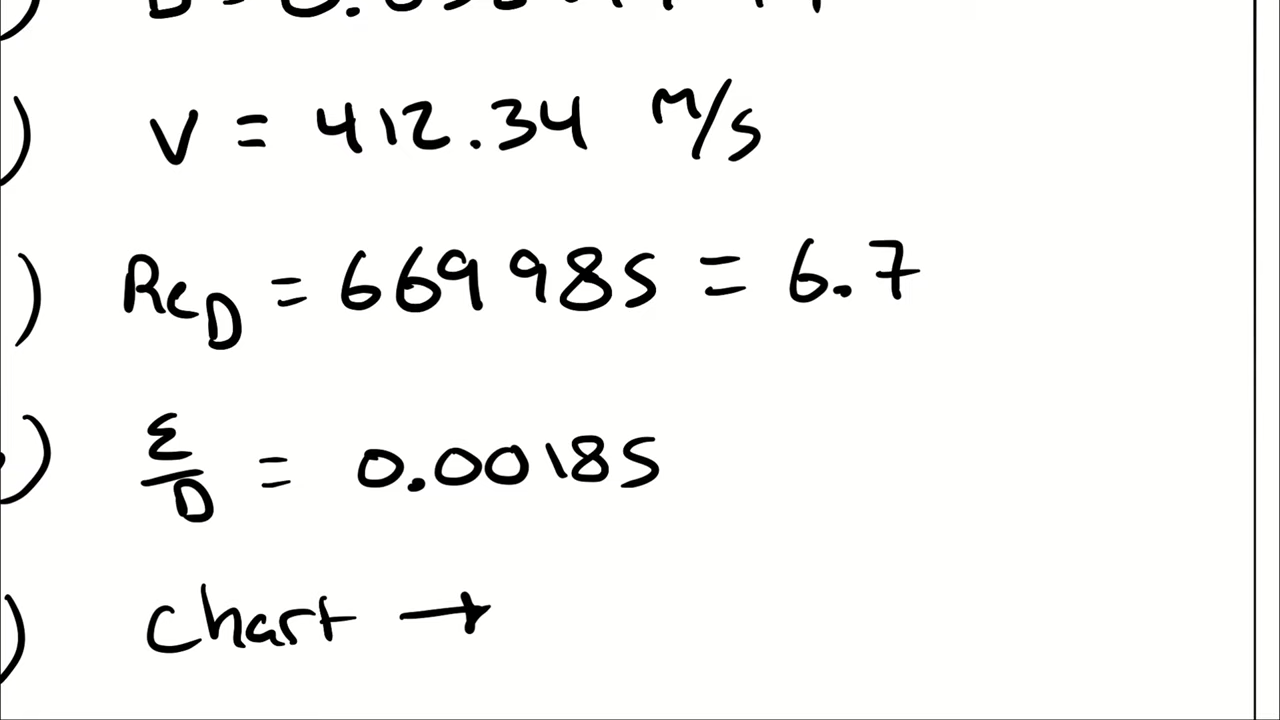 ) V = 412.34 m/s
) Re_D = 669985 = 6.7
) ε/D = 0.00185
) Chart →